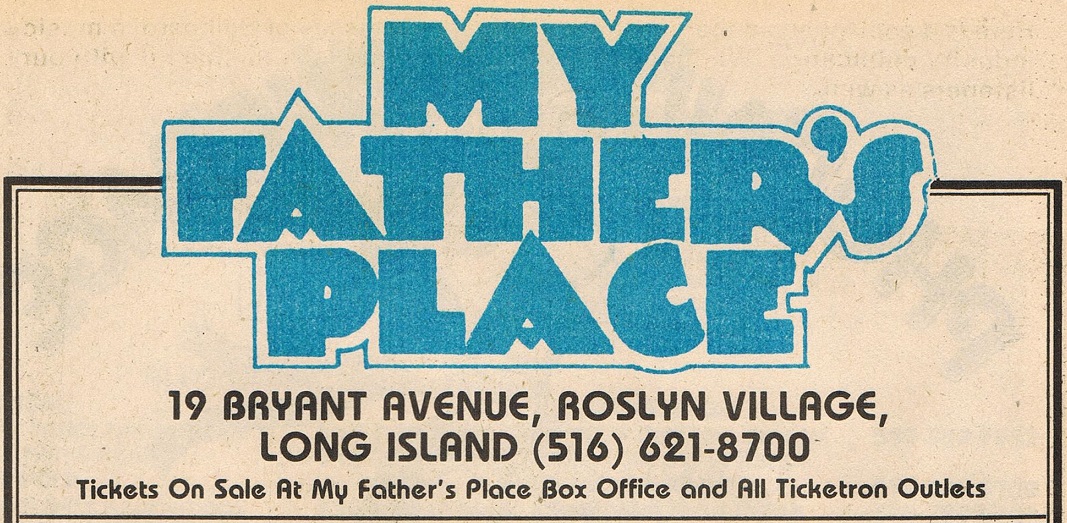 MY
FATHER'S
PLACE
19 BRYANT AVENUE, ROSLYN VILLAGE,
LONG ISLAND (516) 621-8700
Tickets On Sale At My Father's Place Box Office and All Ticketron Outlets